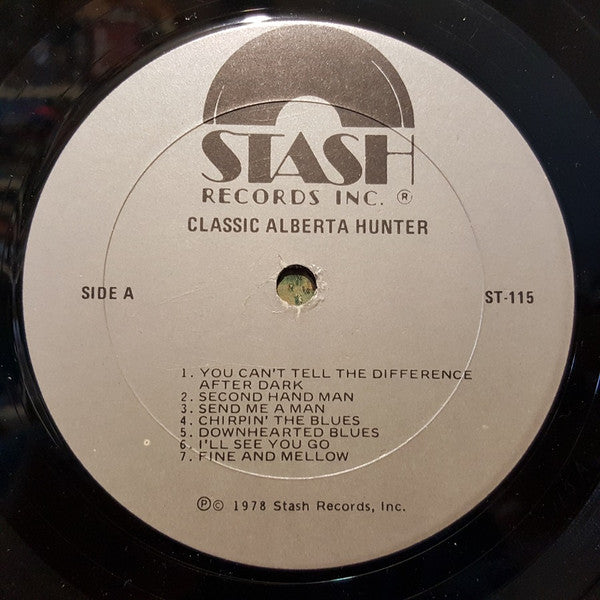 STASH
RECORDS INC. ®
CLASSIC ALBERTA HUNTER
SIDE A
ST-115
1. YOU CAN'T TELL THE DIFFERENCE
AFTER DARK
2. SECOND HAND MAN
3. SEND ME A MAN
4. CHIRPIN' THE BLUES
5. DOWNHEARTED BLUES
6. I'LL SEE YOU GO
7. FINE AND MELLOW
℗© 1978 Stash Records, Inc.